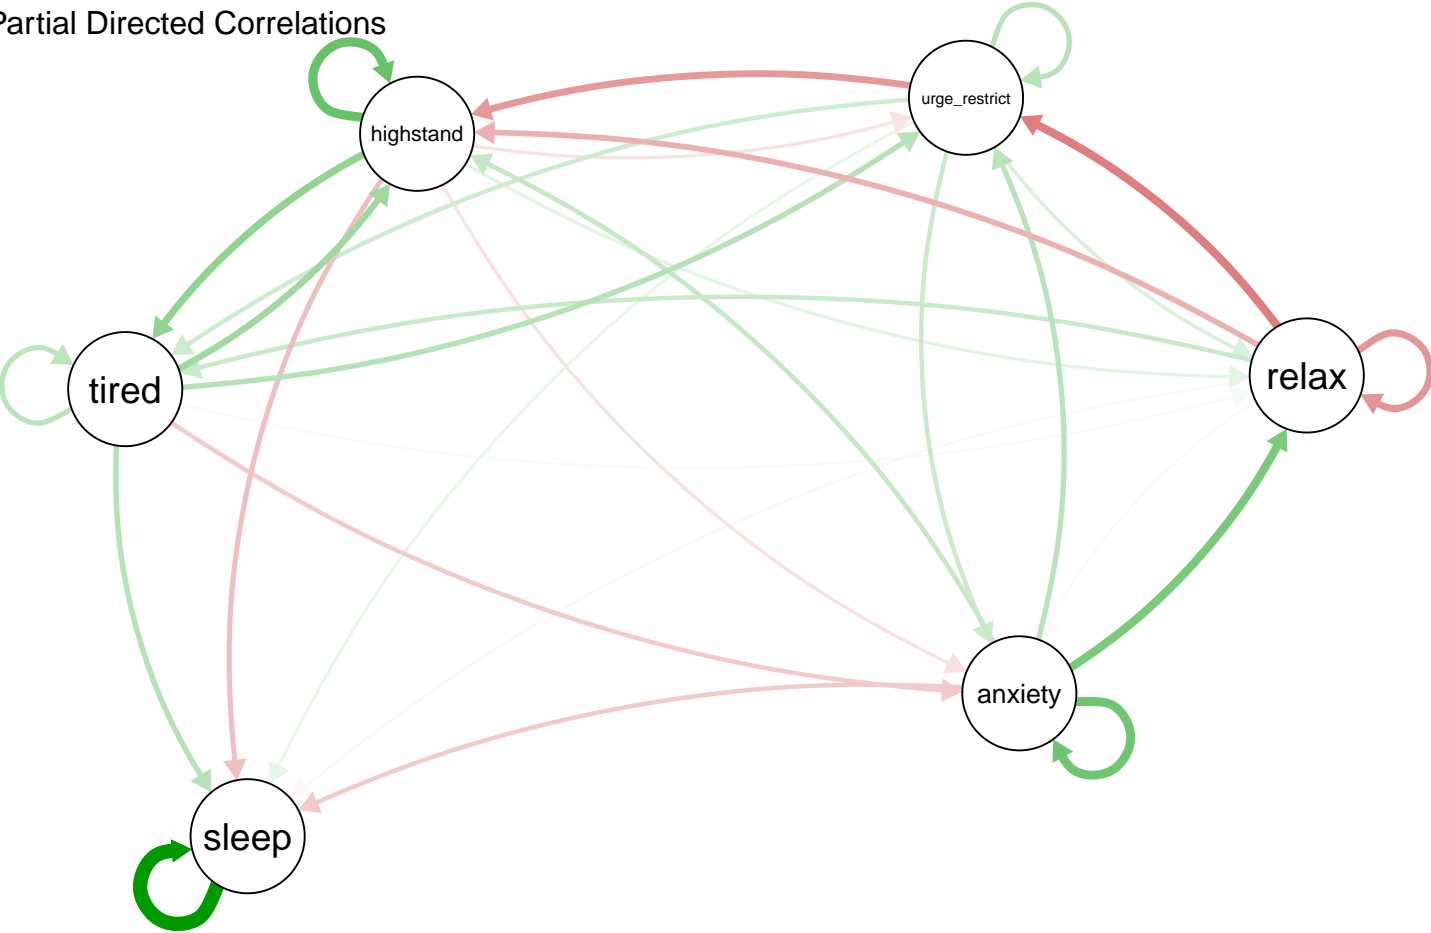 Partial Directed Correlations
highstand
urge_restrict
tired
relax
anxiety
sleep